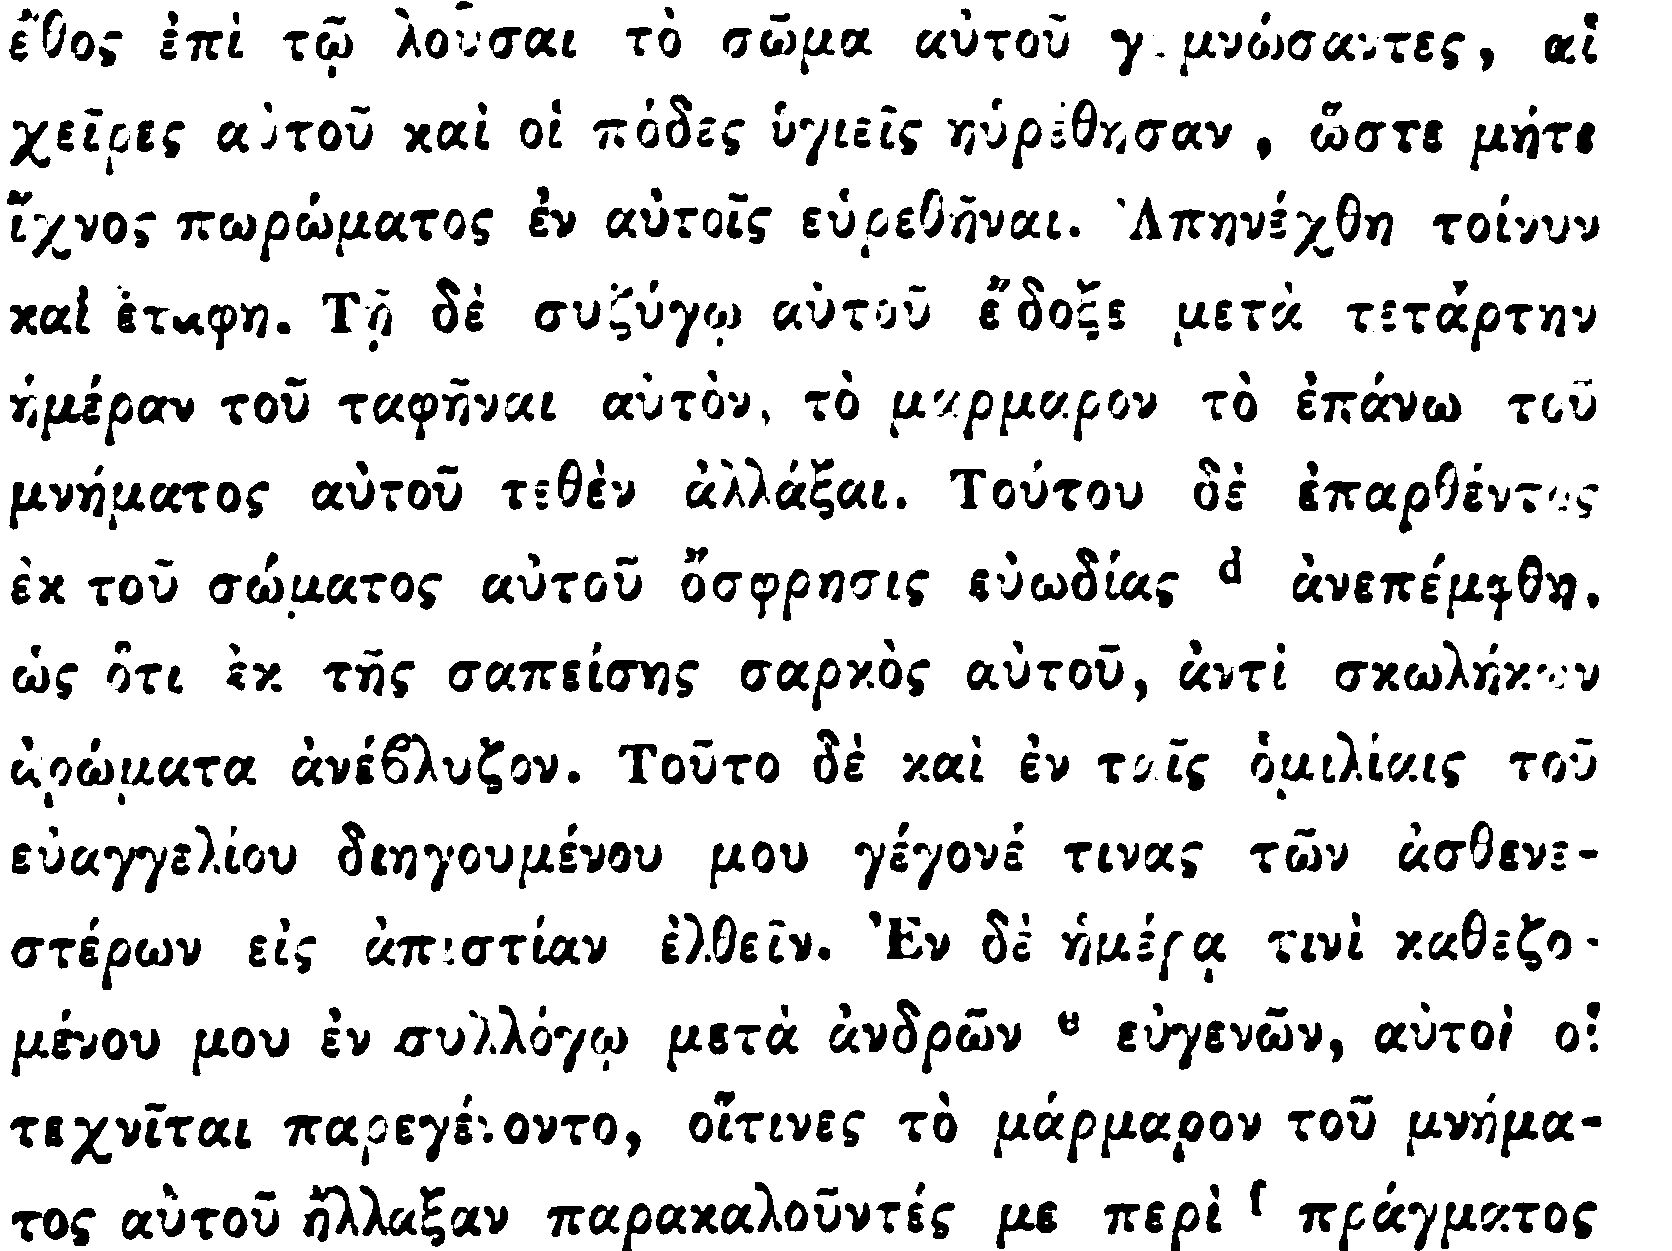 ἔθος ἐπὶ τῷ λοῦσαι τὸ σῶμα αὐτοῦ γυμνώσαντες, αἱ
χεῖρες αὐτοῦ καὶ οἱ πόδες ὑγιεῖς ηὑρέθησαν, ὥστε μήτε
ἴχνος πωρώματος ἐν αὐτοῖς εὑρεθῆναι. Ἀπηνέχθη τοίνυν
καὶ ἐτάφη. Τῇ δὲ συζύγῳ αὐτοῦ ἔδοξε μετὰ τετάρτην
ἡμέραν τοῦ ταφῆναι αὐτὸν, τὸ μάρμαρον τὸ ἐπάνω τοῦ
μνήματος αὐτοῦ τεθὲν ἀλλάξαι. Τούτου δὲ ἐπαρθέντος
ἐκ τοῦ σώματος αὐτοῦ ὄσφρησις εὐωδίας d ἀνεπέμφθη,
ὡς ὅτι ἐκ τῆς σαπείσης σαρκὸς αὐτοῦ, ἀντὶ σκωλήκων
ἀρώματα ἀνέβλυζον. Τοῦτο δὲ καὶ ἐν ταῖς ὁμιλίαις τοῦ
εὐαγγελίου διηγουμένου μου γέγονέ τινας τῶν ἀσθενε-
στέρων εἰς ἀπιστίαν ἐλθεῖν. Ἐν δὲ ἡμέρᾳ τινὶ καθεζο-
μένου μου ἐν συλλόγῳ μετὰ ἀνδρῶν e εὐγενῶν, αὐτοὶ οἱ
τεχνῖται παρεγένοντο, οἵτινες τὸ μάρμαρον τοῦ μνήμα-
τος αὐτοῦ ἤλλαξαν παρακαλοῦντές με περὶ f πράγματος